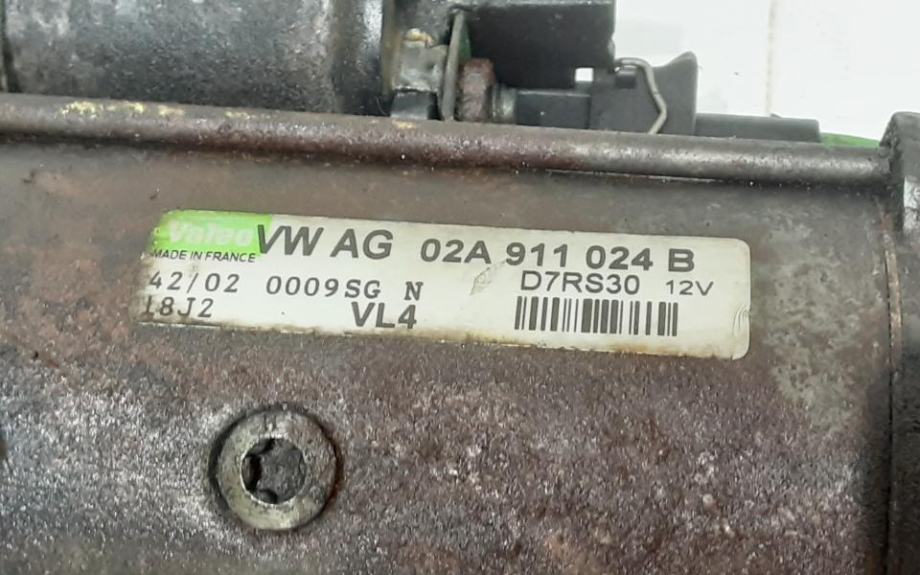 Valeo VW AG 02A 911 024 B
MADE IN FRANCE D7RS30 12V
42/02 0009SG N
18J2 VL4